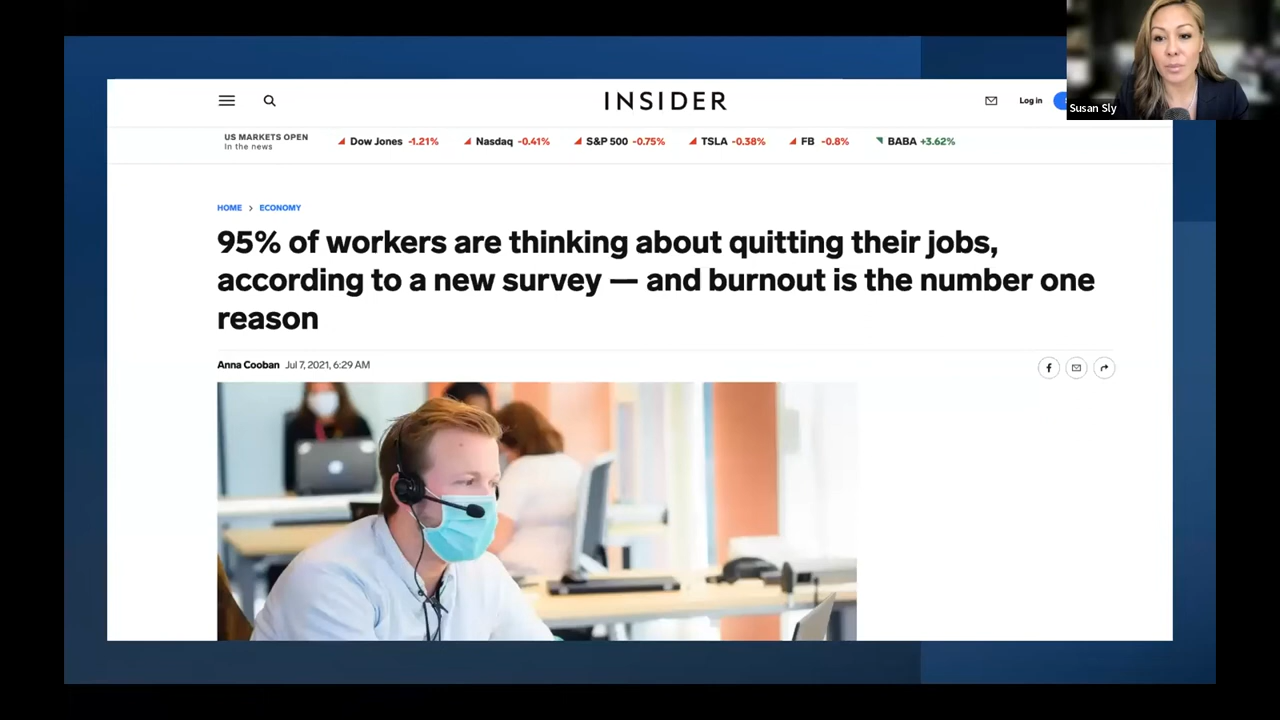 INSIDER
Log in
Susan Sly
US MARKETS OPEN
In the news
Dow Jones -1.21% Nasdaq -0.41% S&P 500 -0.75% TSLA -0.38% FB -0.8% BABA +3.62%
HOME > ECONOMY
95% of workers are thinking about quitting their jobs,
according to a new survey — and burnout is the number one
reason
Anna Cooban Jul 7, 2021, 6:29 AM